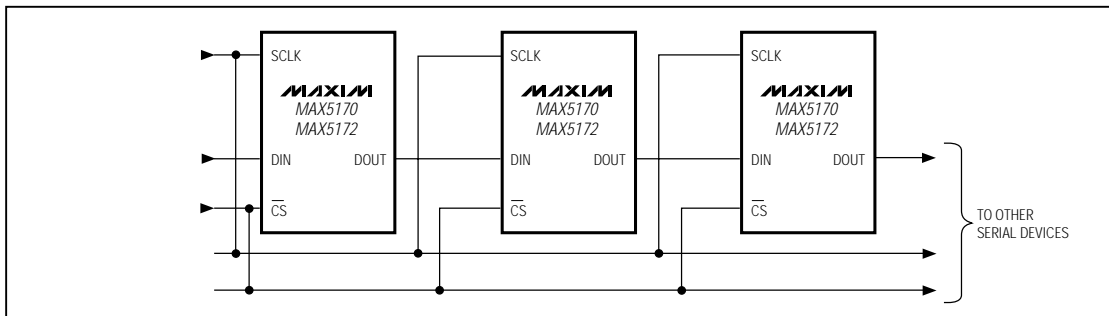 SCLK
MAXIM
MAX5170
MAX5172
DIN
DOUT
CS
SCLK
MAXIM
MAX5170
MAX5172
DIN
DOUT
CS
SCLK
MAXIM
MAX5170
MAX5172
DIN
DOUT
CS
TO OTHER
SERIAL DEVICES